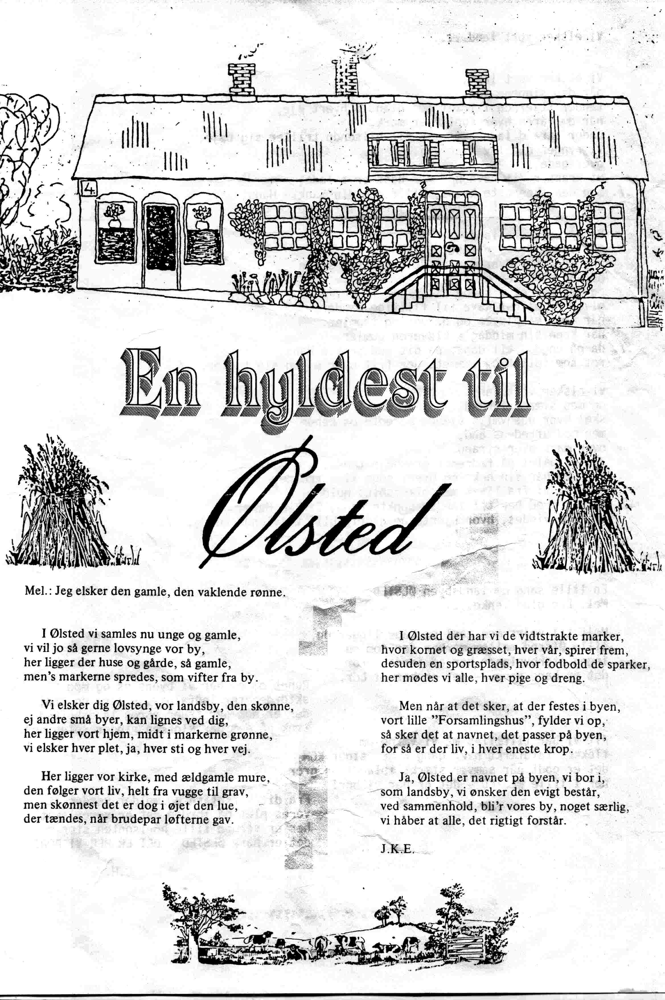 4.
En hyldest til
Ølsted
Mel.: Jeg elsker den gamle, den vaklende rønne.
I Ølsted vi samles nu unge og gamle,
vi vil jo så gerne lovsynge vor by,
her ligger der huse og gårde, så gamle,
men's markerne spredes, som vifter fra by.
Vi elsker dig Ølsted, vor landsby, den skønne,
ej andre små byer, kan lignes ved dig,
her ligger vort hjem, midt i markerne grønne,
vi elsker hver plet, ja, hver sti og hver vej.
Her ligger vor kirke, med ældgamle mure,
den følger vort liv, helt fra vugge til grav,
men skønnest det er dog i øjet den lue,
der tændes, når brudepar løfterne gav.
I Ølsted der har vi de vidtstrakte marker,
hvor kornet og græsset, hver vår, spirer frem,
desuden en sportsplads, hvor fodbold de sparker,
her mødes vi alle, hver pige og dreng.
Men når at det sker, at der festes i byen,
vort lille ”Forsamlingshus”, fylder vi op,
så sker det at navnet, det passer på byen,
for så er der liv, i hver eneste krop.
Ja, Ølsted er navnet på byen, vi bor i,
som landsby, vi ønsker den evigt består,
ved sammenhold, bli'r vores by, noget særlig,
vi håber at alle, det rigtigt forstår.
J.K.E.